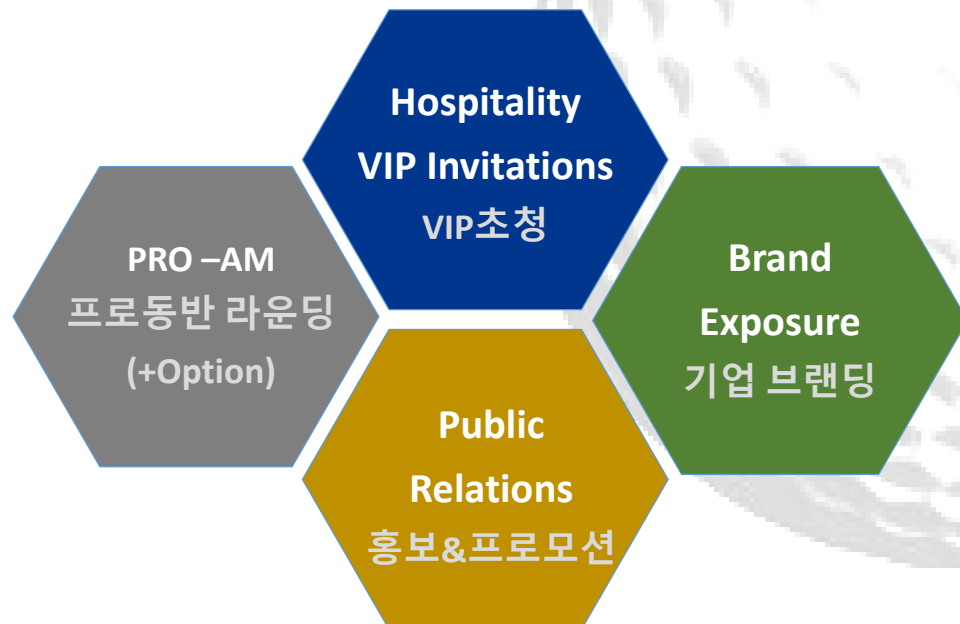 Hospitality
VIP Invitations
VIP초청
PRO –AM
프로동반 라운딩
(+Option)
Brand
Exposure
기업 브랜딩
Public
Relations
홍보&프로모션